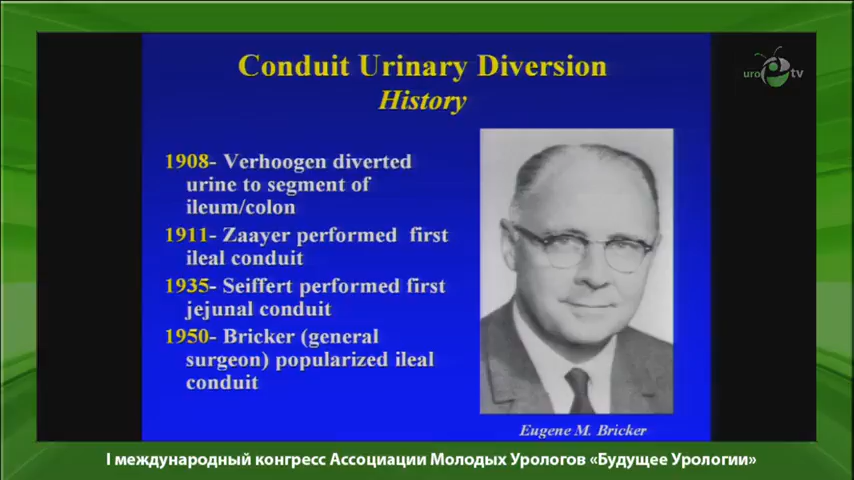 Conduit Urinary Diversion
History
1908- Verhoogen diverted
urine to segment of
ileum/colon
1911- Zaayer performed first
ileal conduit
1935- Seiffert performed first
jejunal conduit
1950- Bricker (general
surgeon) popularized ileal
conduit
Eugene M. Bricker
uro tv
I международный конгресс Ассоциации Молодых Урологов «Будущее Урологии»